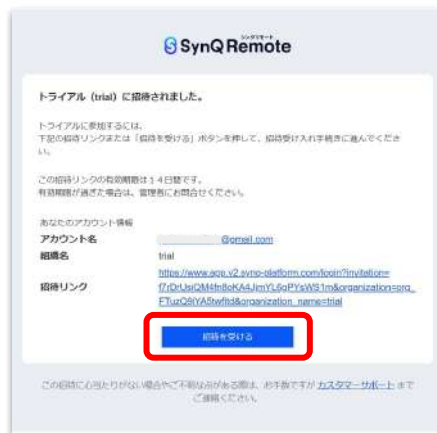 シンクリモート
SynQ Remote
トライアル (trial) に招待されました。
トライアルに参加するには、
下記の招待リンクまたは「招待を受ける」ボタンを押して、招待受け入れ手続きに進んでくださ
い。
この招待リンクの有効期限は14日間です。
有効期限が過ぎた場合は、管理者にお問合せください。
あなたのアカウント情報
アカウント名 @gmail.com
組織名 trial
招待リンク
https://www.app.v2.synq-platform.com/login?invitation=
&organization=org_
&organization_name=trial
招待を受ける
この招待に心当たりがない場合やご不明な点がある際は、お手数ですが カスタマーサポート まで
ご連絡ください。